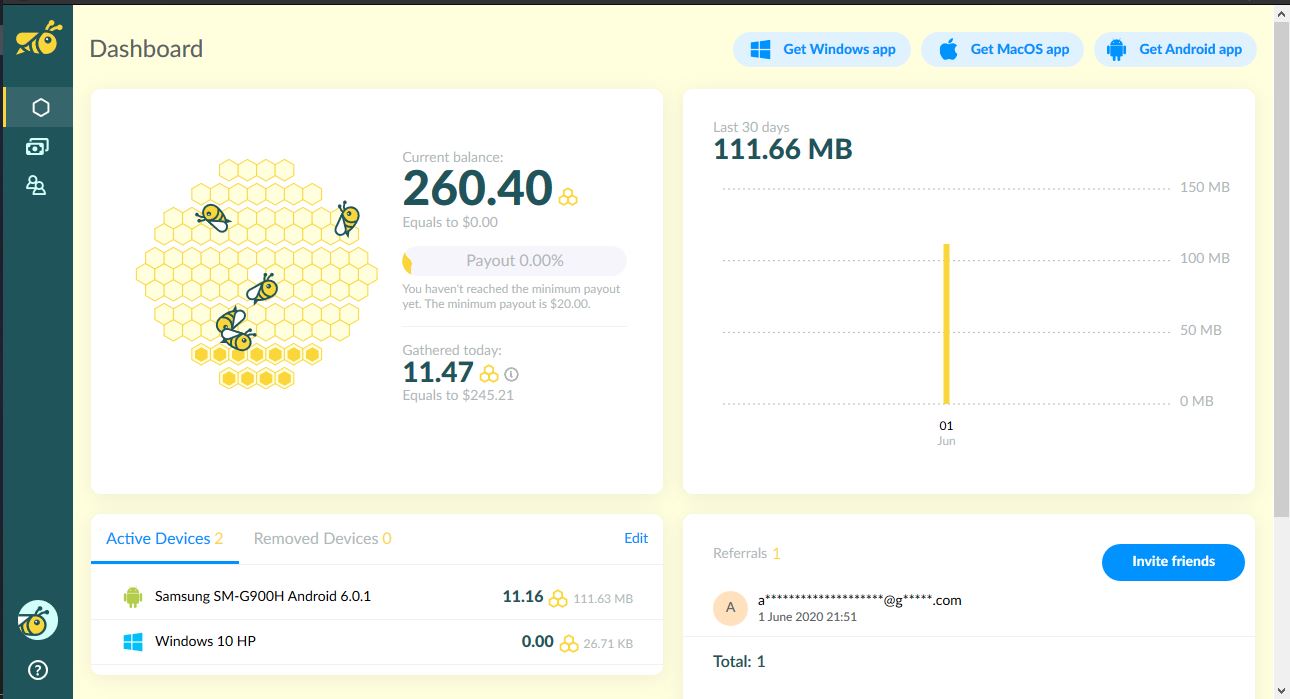 Dashboard
Get Windows app
Get MacOS app
Get Android app
Current balance:
260.40
Equals to $0.00
Payout 0.00%
You haven't reached the minimum payout
yet. The minimum payout is $20.00.
Gathered today:
11.47
Equals to $245.21
Last 30 days
111.66 MB
150 MB
100 MB
50 MB
0 MB
01
Jun
Active Devices 2
Removed Devices 0
Edit
Samsung SM-G900H Android 6.0.1
11.16
111.63 MB
Windows 10 HP
0.00
26.71 KB
Referrals 1
Invite friends
A
a********************@g*****.com
1 June 2020 21:51
Total: 1